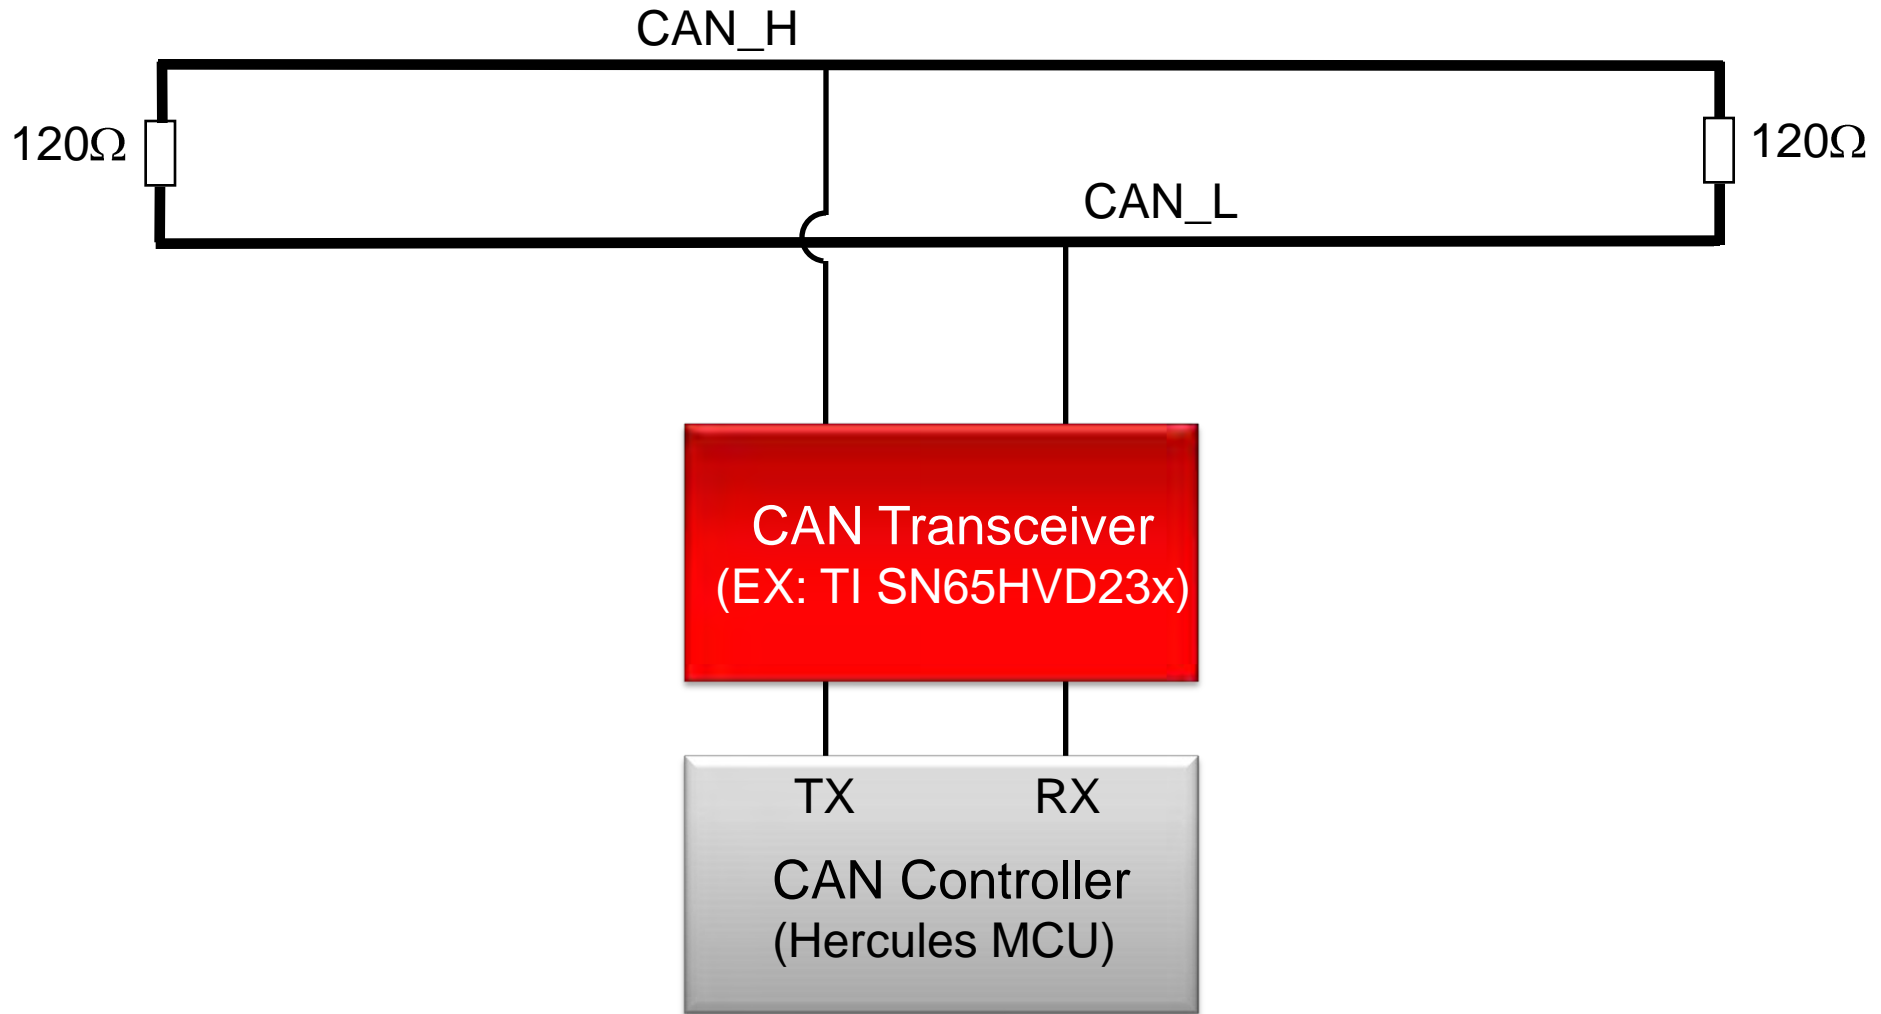 CAN_H
120Ω
120Ω
CAN_L
CAN Transceiver
(EX: TI SN65HVD23x)
TX RX
CAN Controller
(Hercules MCU)